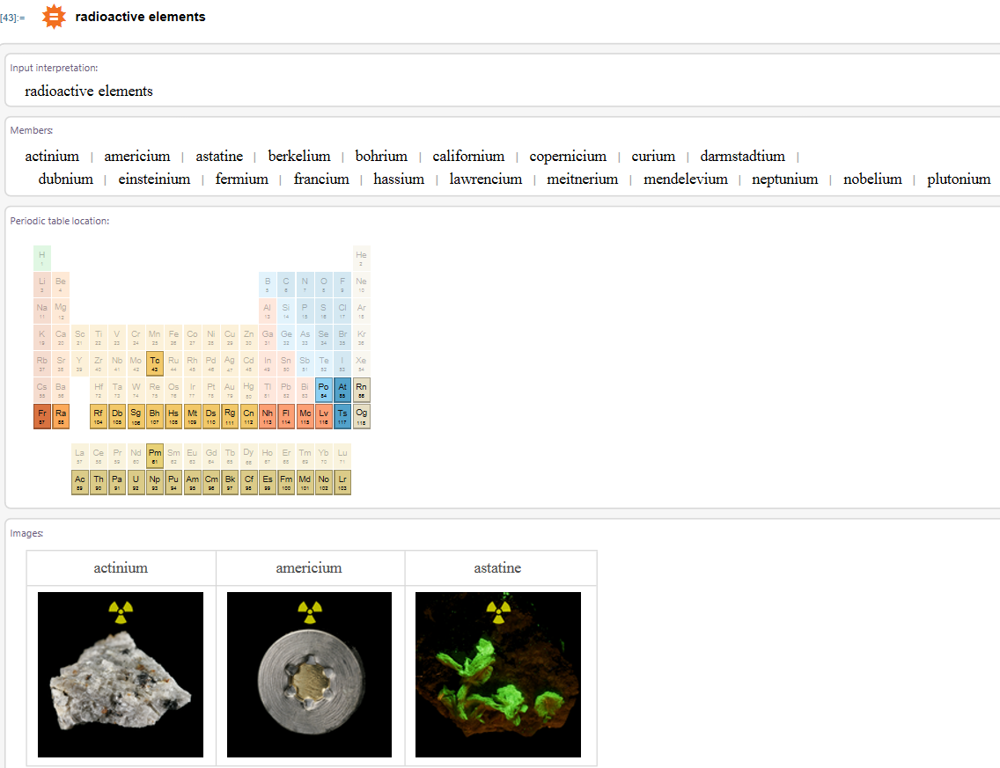 [43]:=
= radioactive elements
Input interpretation:
radioactive elements
Members:
actinium | americium | astatine | berkelium | bohrium | californium | copernicium | curium | darmstadtium |
dubnium | einsteinium | fermium | francium | hassium | lawrencium | meitnerium | mendelevium | neptunium | nobelium | plutonium
Periodic table location:
H He
1 2
Li Be B C N O F Ne
3 4 5 6 7 8 9 10
Na Mg Al Si P S Cl Ar
11 12 13 14 15 16 17 18
K Ca Sc Ti V Cr Mn Fe Co Ni Cu Zn Ga Ge As Se Br Kr
19 20 21 22 23 24 25 26 27 28 29 30 31 32 33 34 35 36
Rb Sr Y Zr Nb Mo Tc Ru Rh Pd Ag Cd In Sn Sb Te I Xe
37 38 39 40 41 42 43 44 45 46 47 48 49 50 51 52 53 54
Cs Ba Hf Ta W Re Os Ir Pt Au Hg Tl Pb Bi Po At Rn
55 56 72 73 74 75 76 77 78 79 80 81 82 83 84 85 86
Fr Ra Rf Db Sg Bh Hs Mt Ds Rg Cn Nh Fl Mc Lv Ts Og
87 88 104 105 106 107 108 109 110 111 112 113 114 115 116 117 118
La Ce Pr Nd Pm Sm Eu Gd Tb Dy Ho Er Tm Yb Lu
57 58 59 60 61 62 63 64 65 66 67 68 69 70 71
Ac Th Pa U Np Pu Am Cm Bk Cf Es Fm Md No Lr
89 90 91 92 93 94 95 96 97 98 99 100 101 102 103
Images:
actinium americium astatine